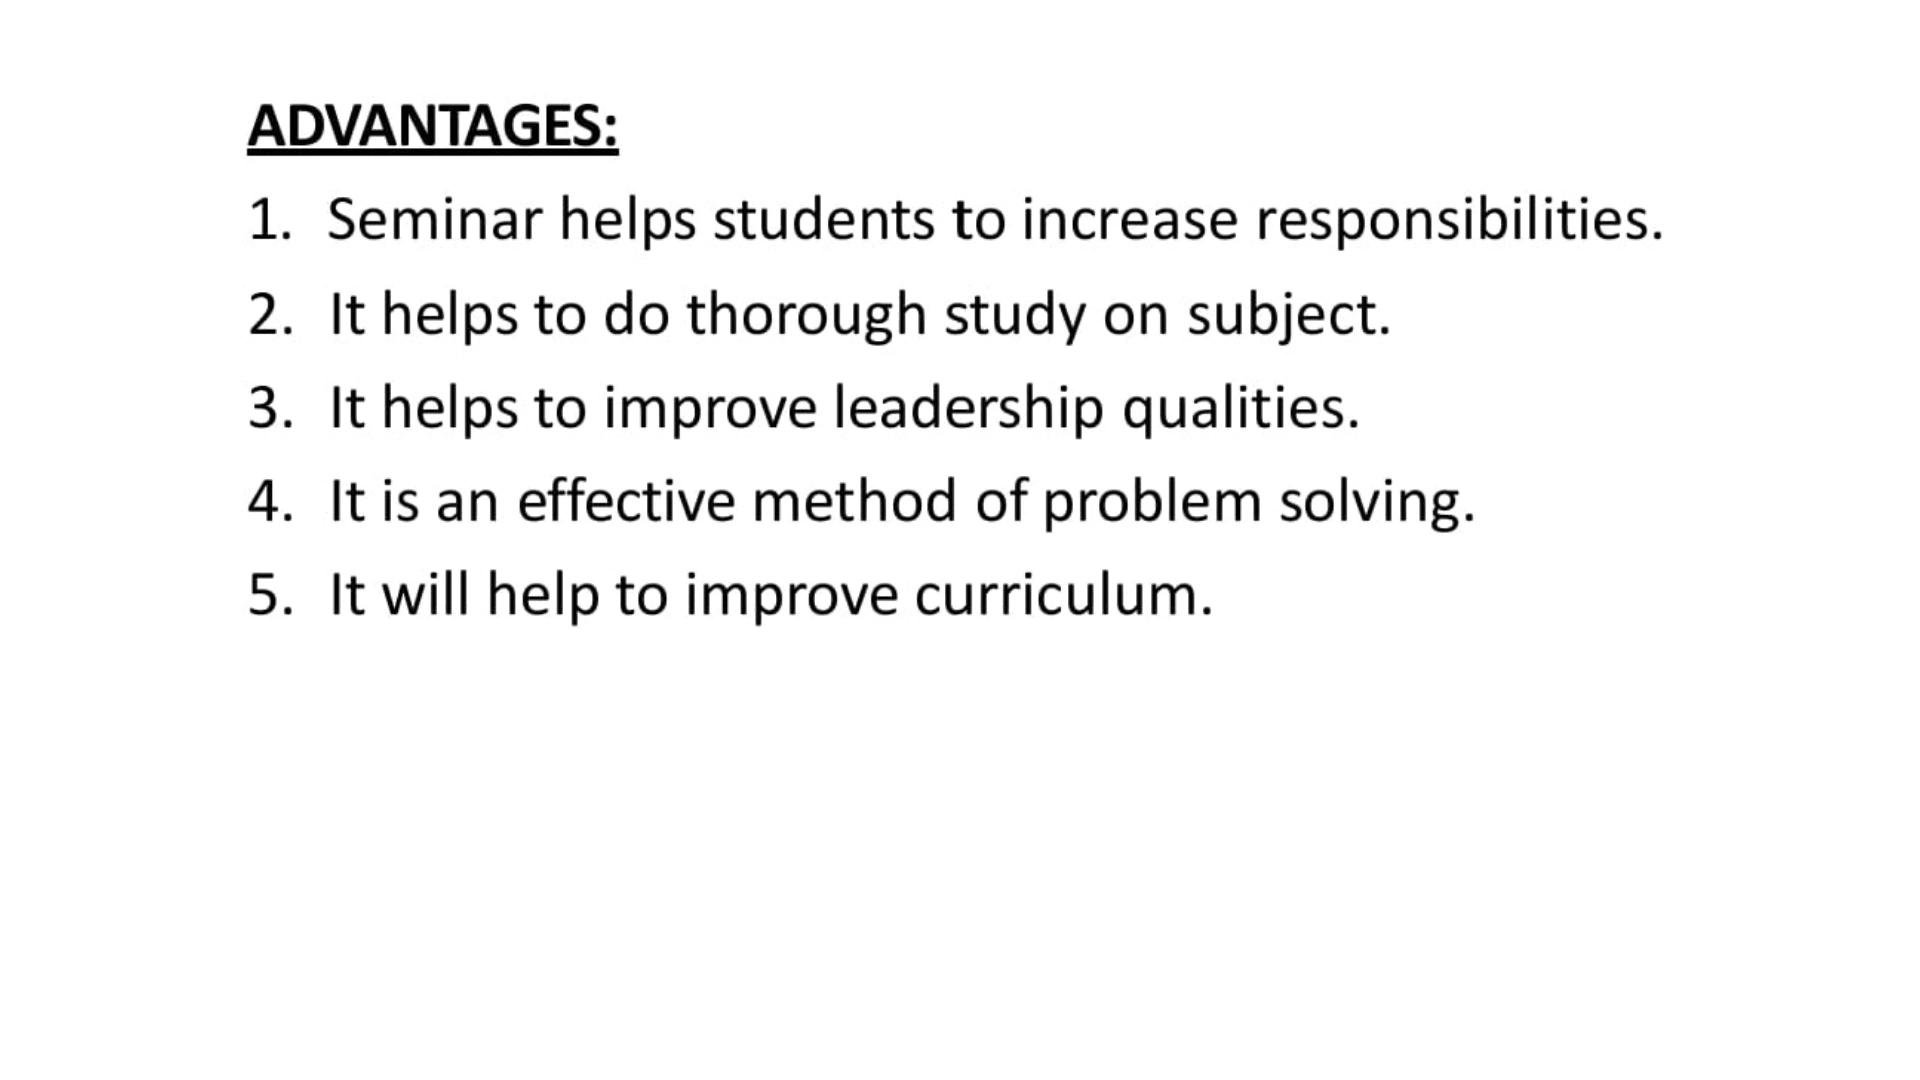 ADVANTAGES:
1. Seminar helps students to increase responsibilities.
2. It helps to do thorough study on subject.
3. It helps to improve leadership qualities.
4. It is an effective method of problem solving.
5. It will help to improve curriculum.